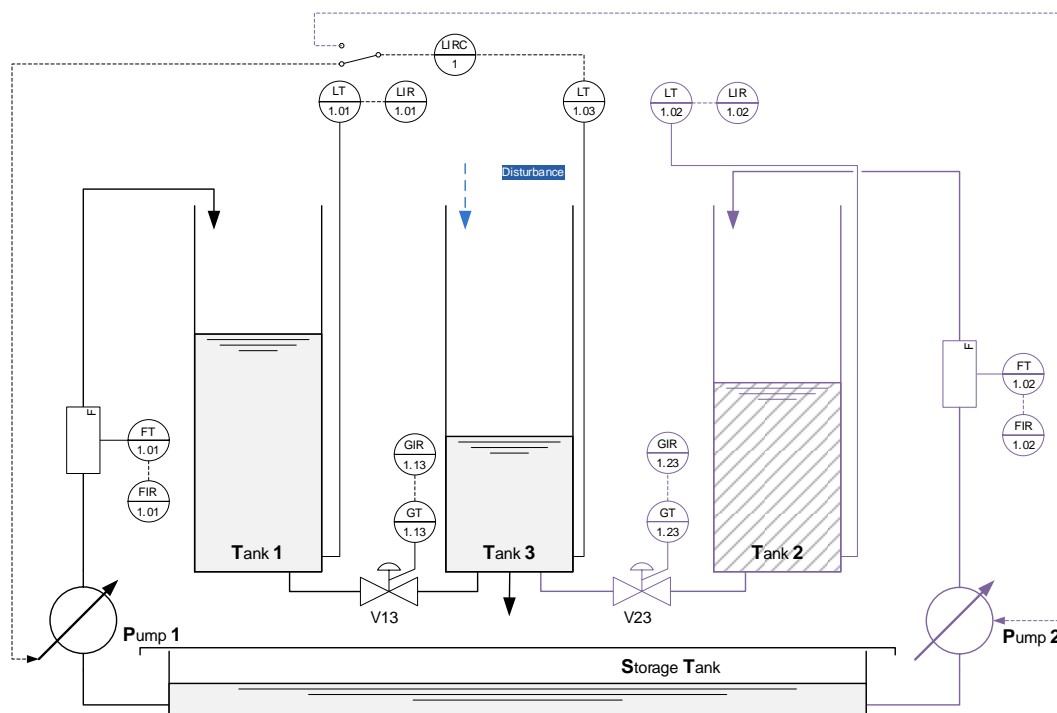 LIRC
1
LT
1.01
LIR
1.01
LT
1.03
LT
1.02
LIR
1.02
Disturbance
F
F
FT
1.02
FT
1.01
FIR
1.02
GIR
1.13
GIR
1.23
FIR
1.01
GT
1.13
GT
1.23
Tank 1
Tank 3
Tank 2
V13
V23
Pump 1
Pump 2
Storage Tank